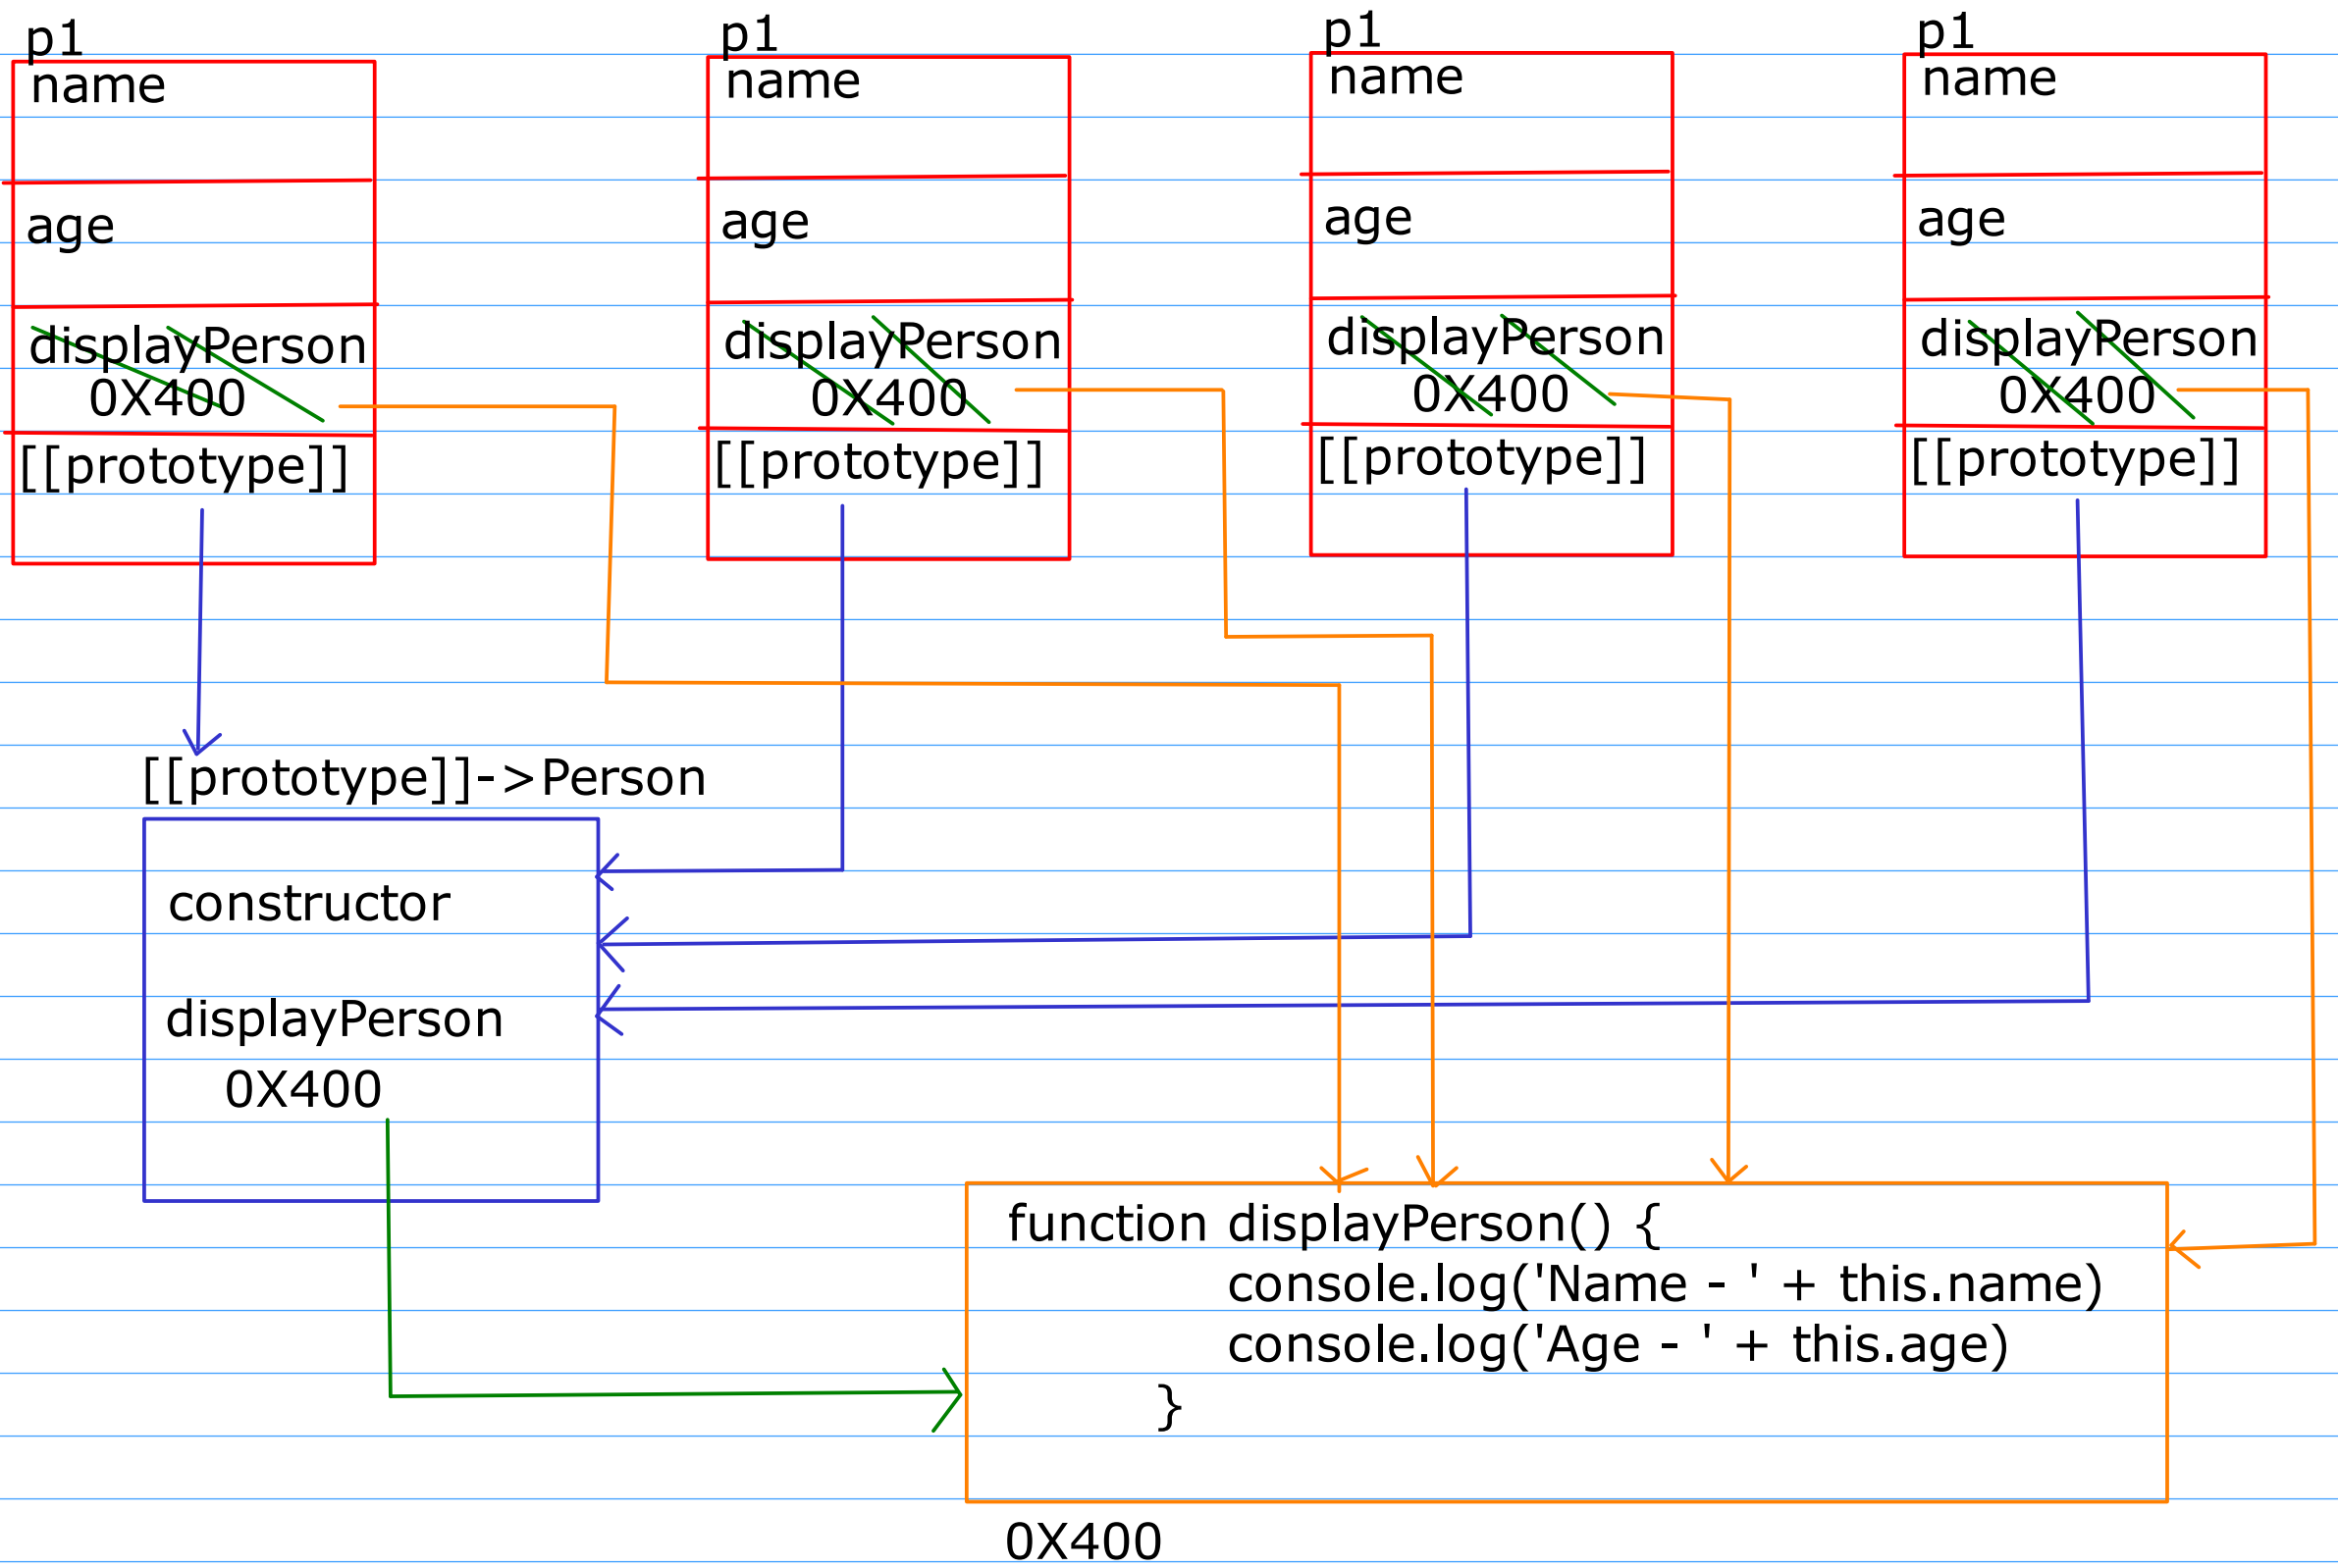 p1
name
age
displayPerson
0X400
[[prototype]]
p1
name
age
displayPerson
0X400
[[prototype]]
p1
name
age
displayPerson
0X400
[[prototype]]
p1
name
age
displayPerson
0X400
[[prototype]]
[[prototype]]->Person
constructor
displayPerson
0X400
function displayPerson() {
console.log('Name - ' + this.name)
console.log('Age - ' + this.age)
}
0X400